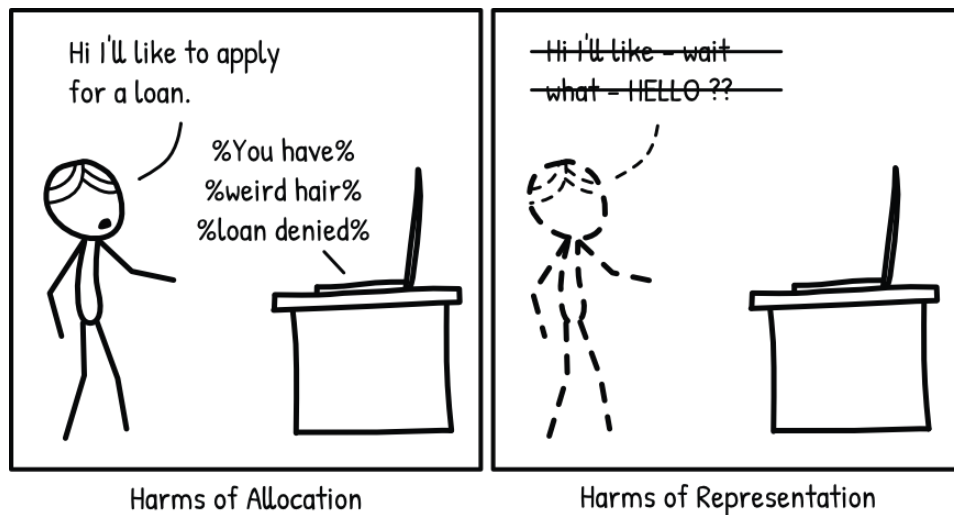 Hi I'll like to apply
for a loan.
%You have%
%weird hair%
%loan denied%
Harms of Allocation
Hi I'll like - wait
what - HELLO ??
Harms of Representation